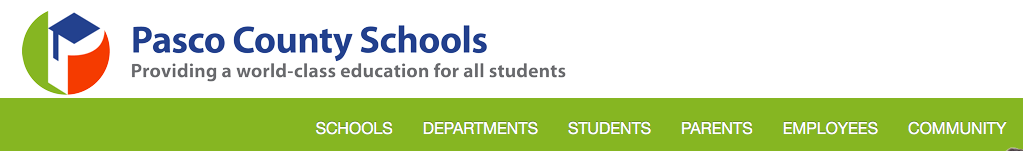 Pasco County Schools
Providing a world-class education for all students
SCHOOLS DEPARTMENTS STUDENTS PARENTS EMPLOYEES COMMUNITY